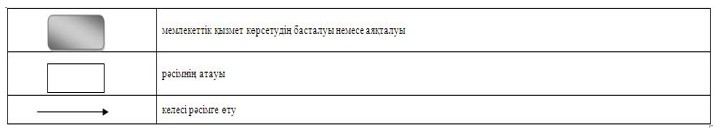 мемлекеттік қызмет көрсетудің басталуы немесе аяқталуы
рәсімнің атауы
келесі рәсімге өту